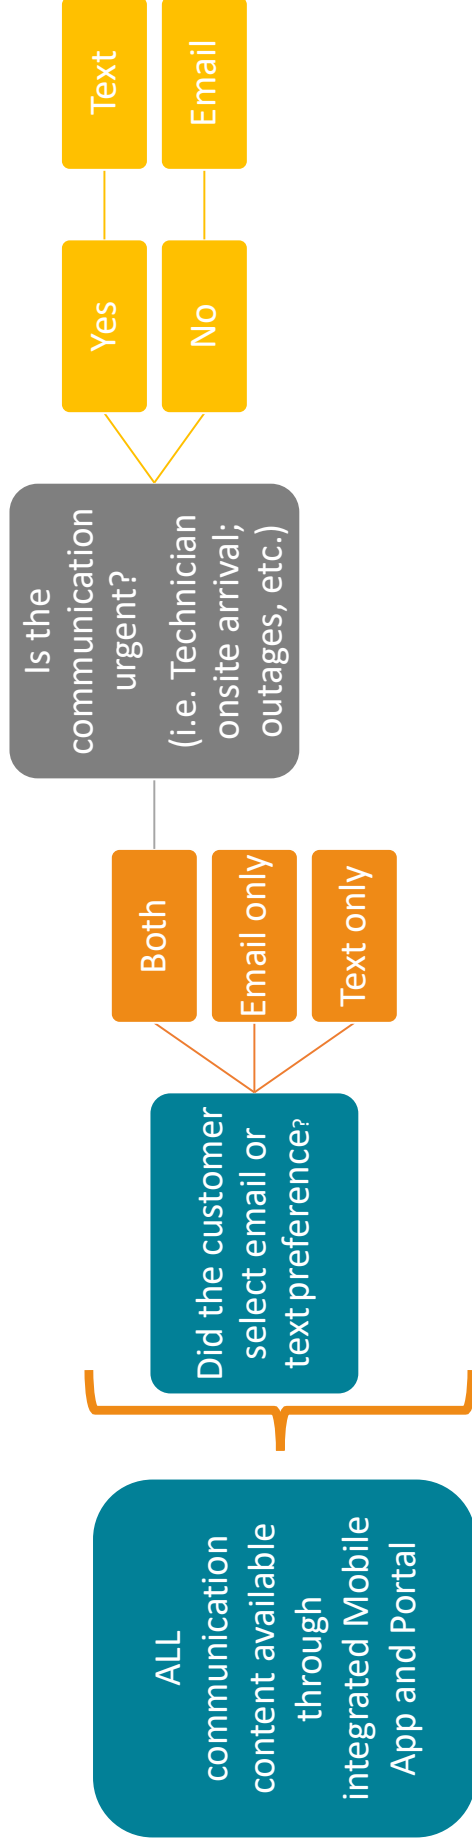 ALL
communication
content available
through
integrated Mobile
App and Portal
Did the customer
select email or
text preference?
Both
Email only
Text only
Is the
communication
urgent?
(i.e. Technician
onsite arrival;
outages, etc.)
Yes
No
Text
Email